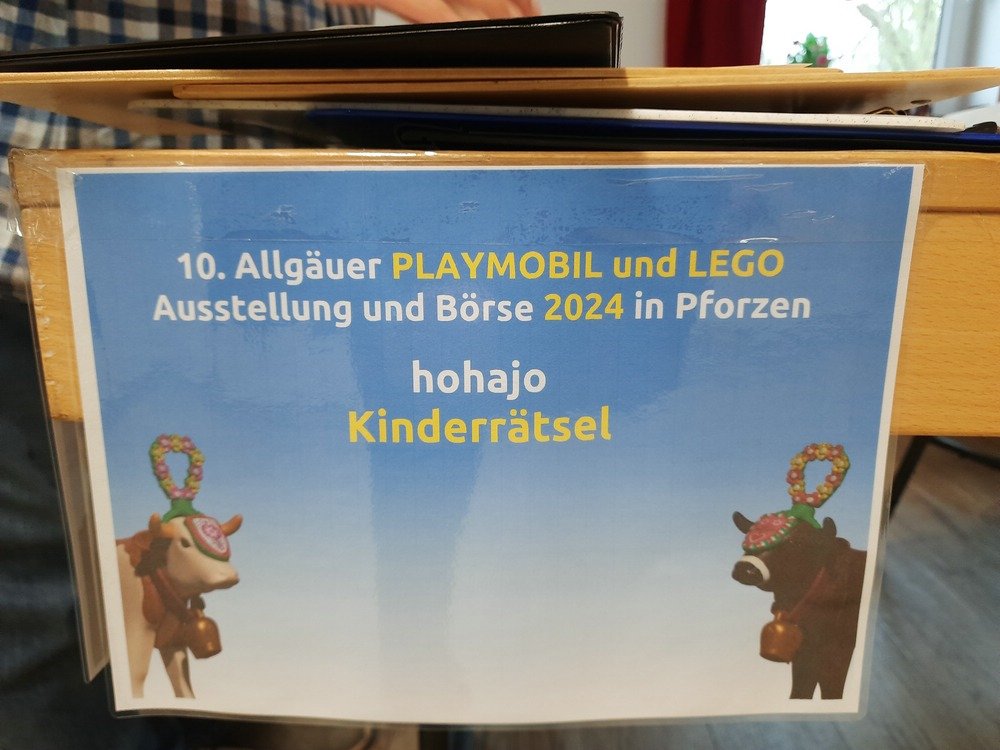 10. Allgäuer PLAYMOBIL und LEGO
Ausstellung und Börse 2024 in Pforzen
hohajo
Kinderrätsel